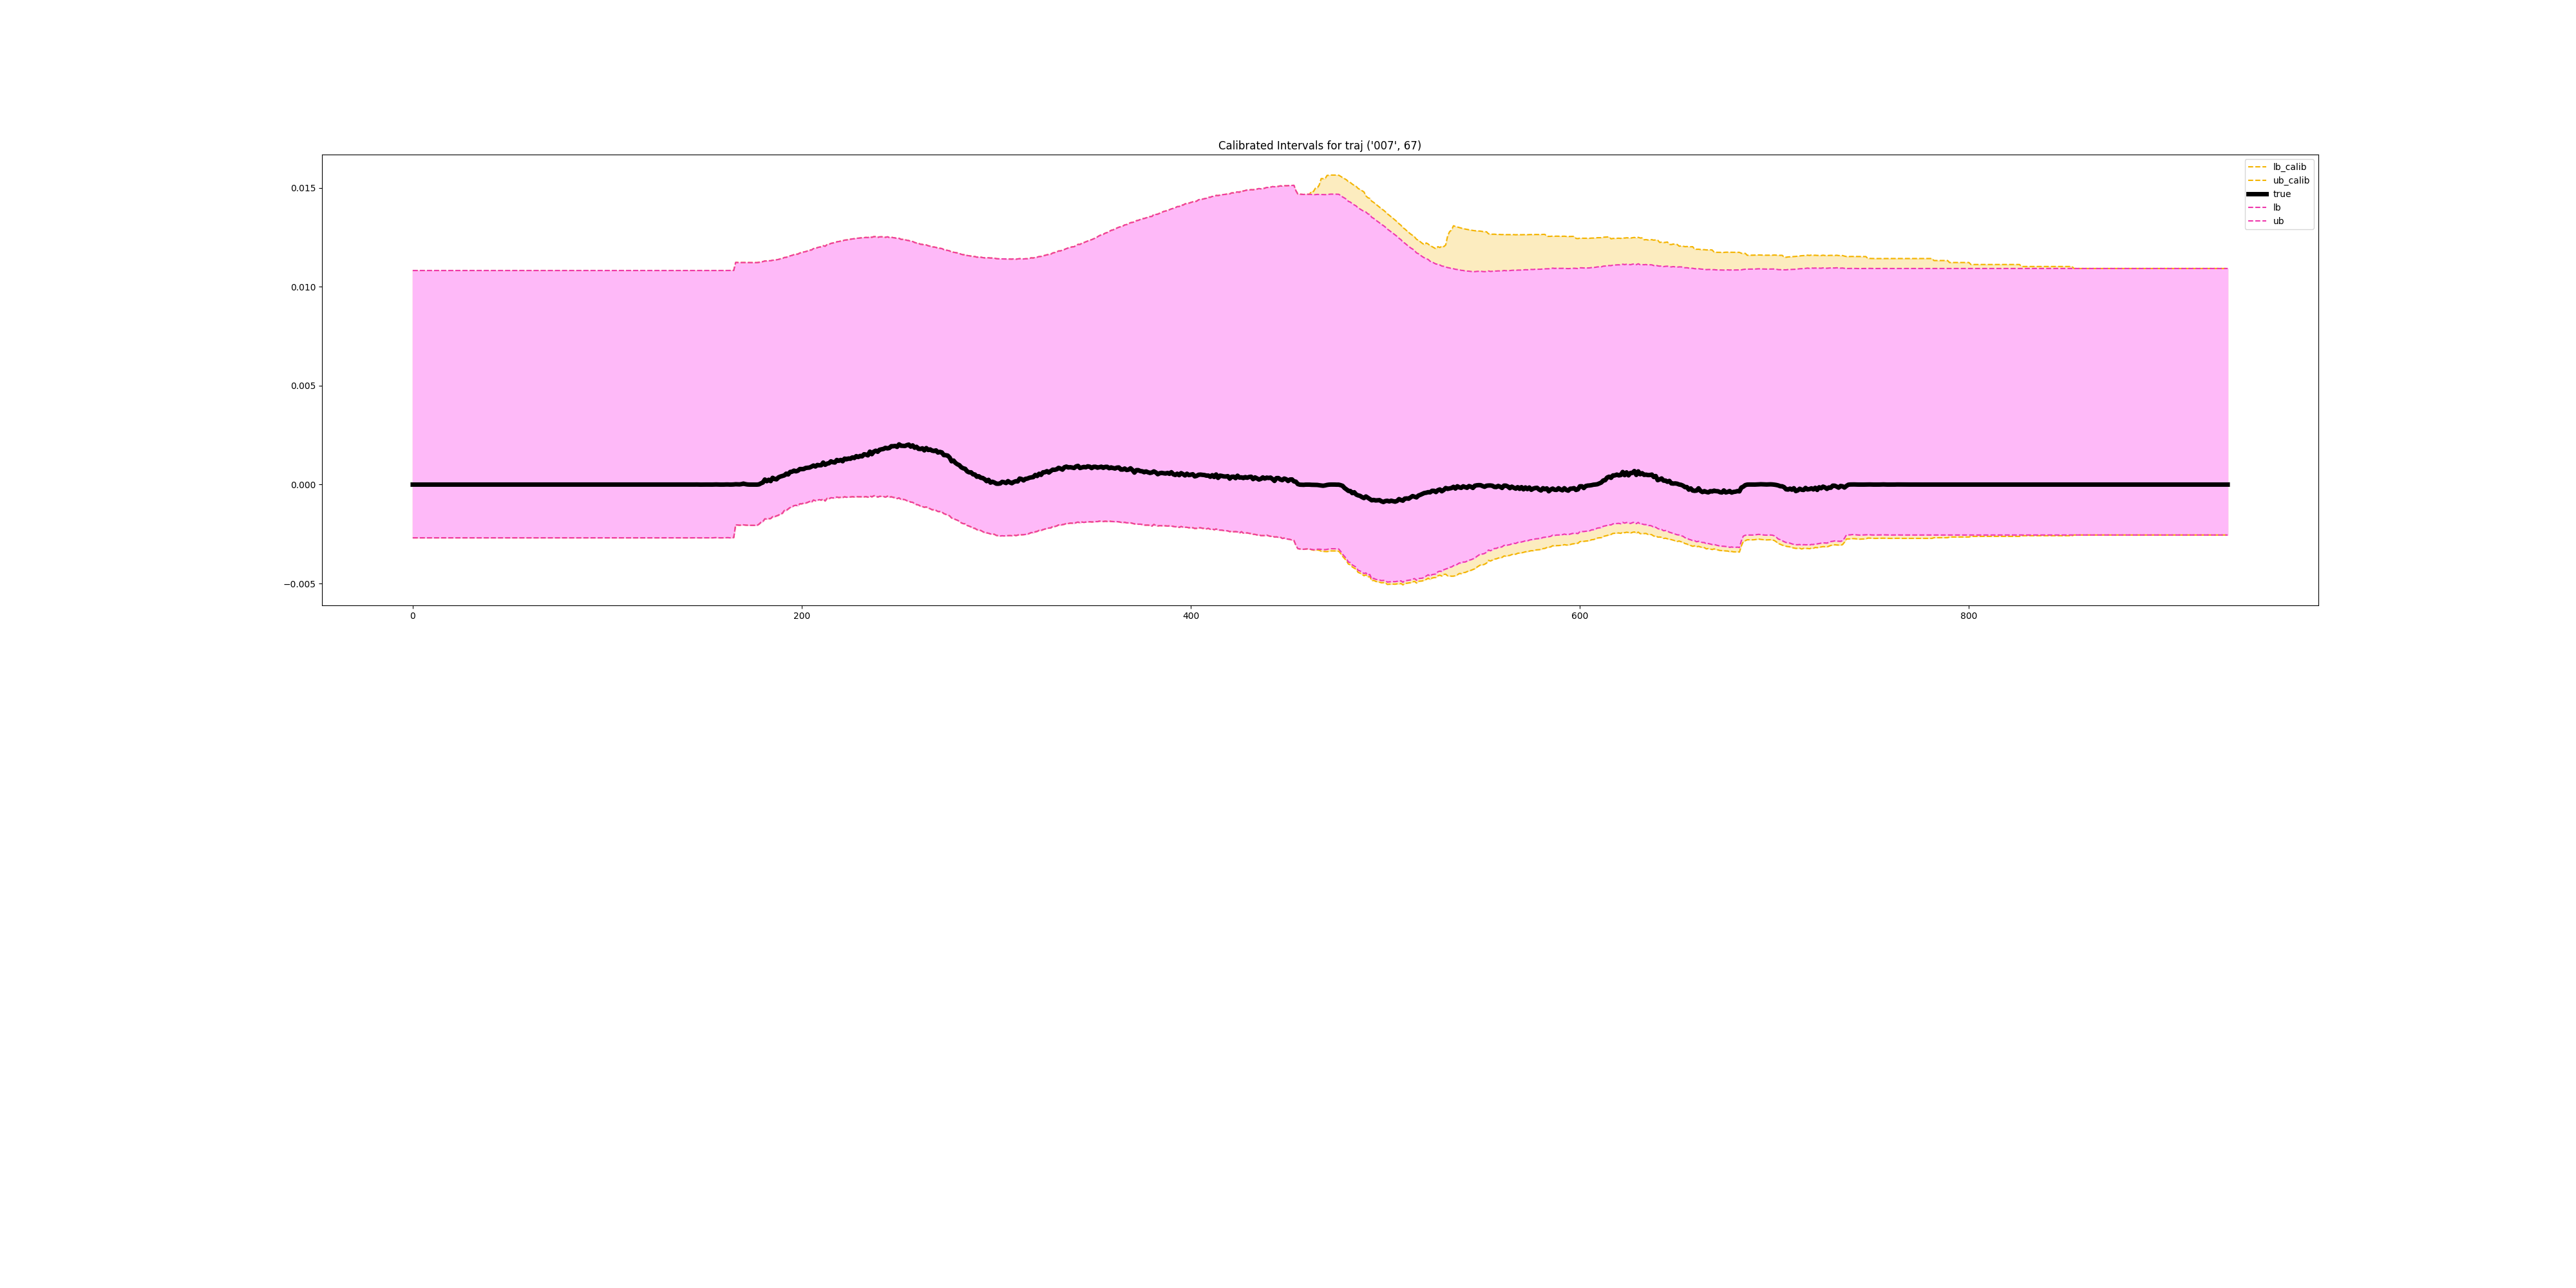 Calibrated Intervals for traj ('007', 67)
lb_calib
ub_calib
true
lb
ub
0.015
0.010
0.005
0.000
−0.005
0 200 400 600 800